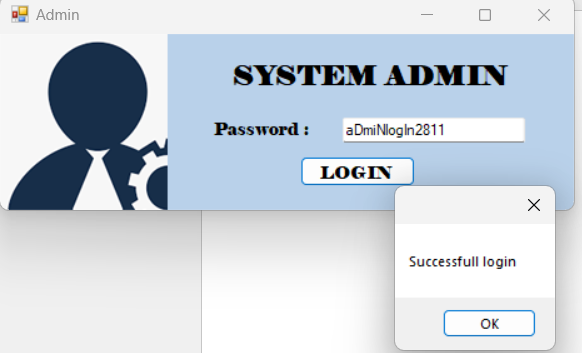 Admin
SYSTEM ADMIN
Password :
aDmiNlogIn2811
LOGIN
Successfull login
OK